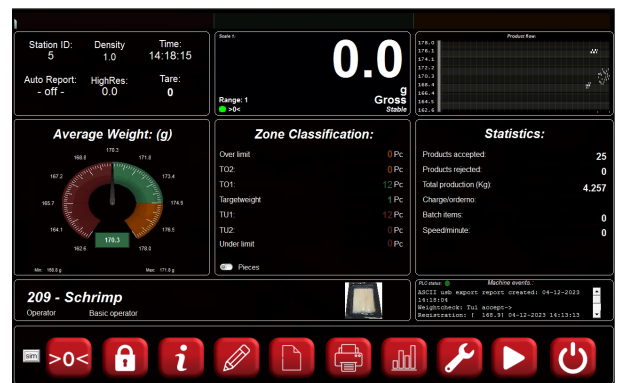 Station ID:
5
Density
1.0
Time:
14:18:15
Auto Report:
- off -
HighRes:
0.0
Tare:
0
Scale 1:
0.0
g
Range: 1
Gross
>0<
Stable
Product flow:
178.0
176.1
174.1
172.2
170.3
168.4
166.4
164.5
162.6
Average Weight: (g)
170.3
168.8
171.8
167.2
173.4
165.7
174.9
164.1
176.5
162.6
178.0
170.3
Min: 168.8 g
Max: 171.8 g
Zone Classification:
Over limit 0 Pc
TO2: 0 Pc
TO1: 12 Pc
Targetweight 1 Pc
TU1: 12 Pc
TU2: 0 Pc
Under limit 0 Pc
Pieces
Statistics:
Products accepted: 25
Products rejected: 0
Total production (Kg): 4.257
Charge/orderno:
Batch items: 0
Speed/minute: 0
209 - Schrimp
Operator Basic operator
PLC status: Machine events.:
ASCII usb export report created: 04-12-2023
14:18:04
Weightcheck: Tu1 accept->
Registration: [ 168.9] 04-12-2023 14:13:13
sim
>0<